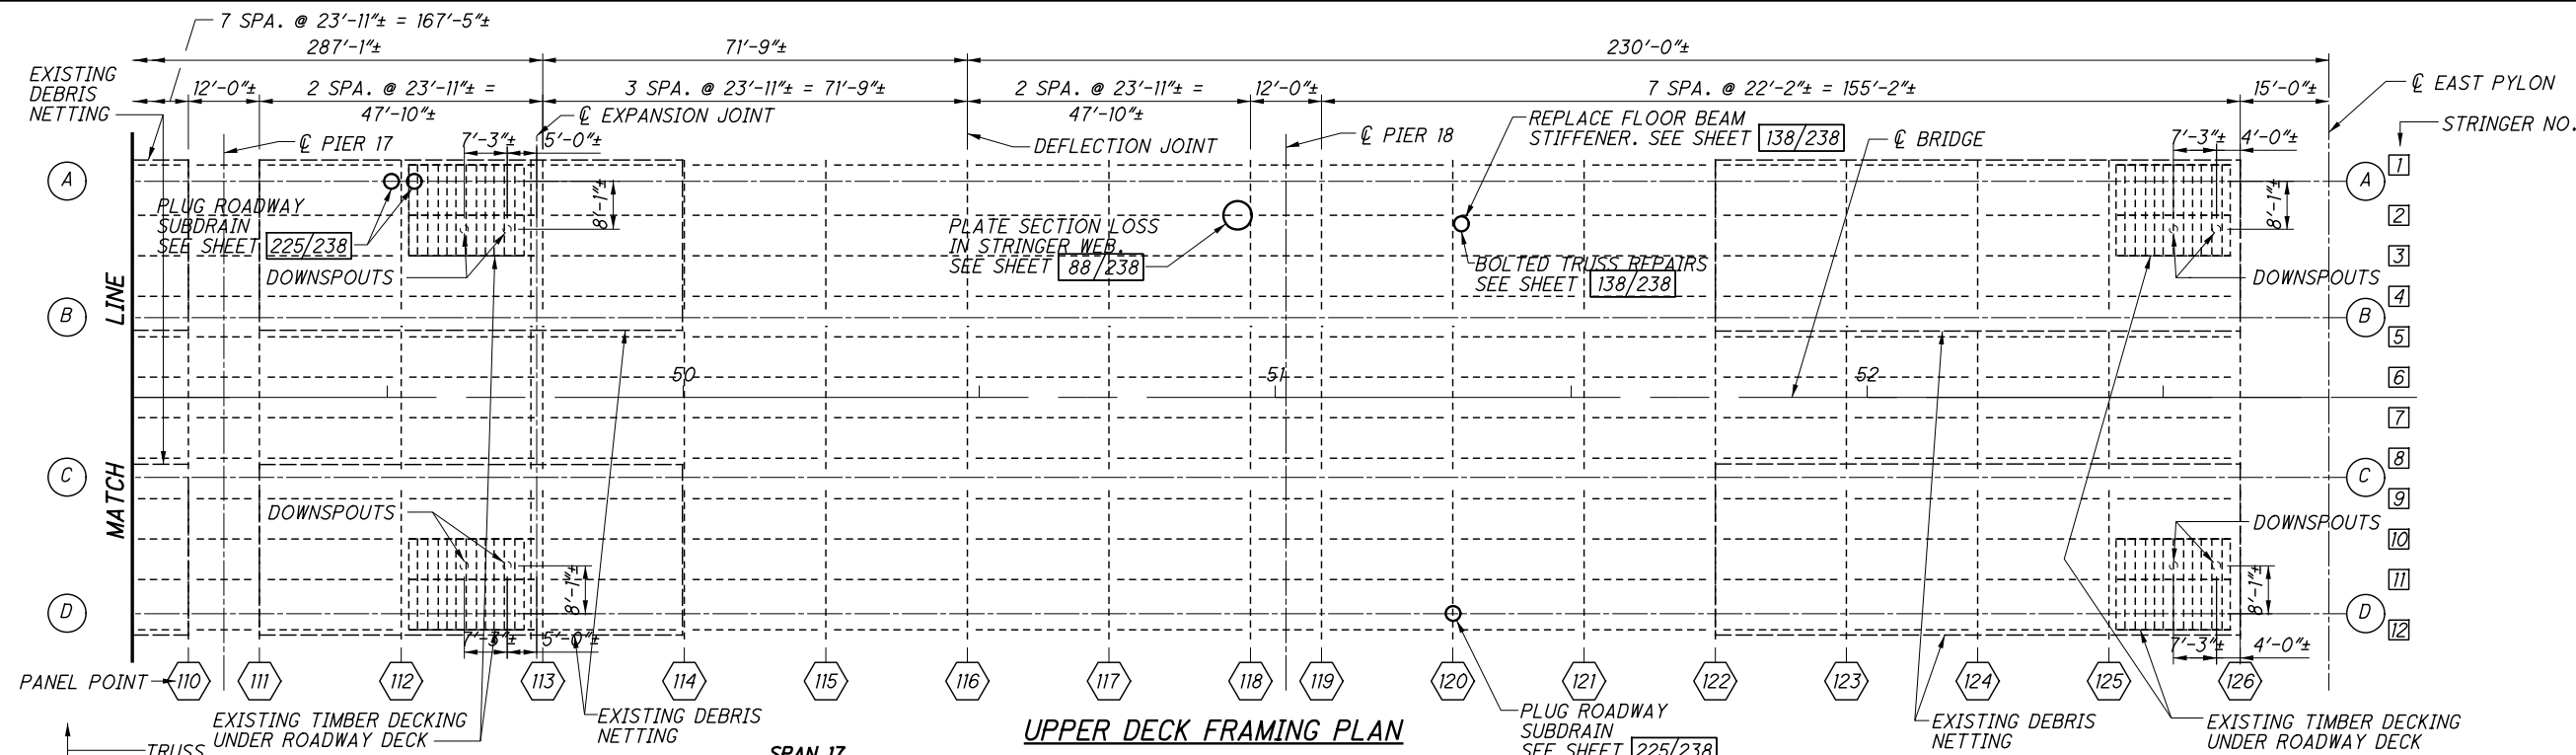 7 SPA. @ 23'-11"± = 167'-5"±
287'-1"±
71'-9"±
230'-0"±
EXISTING
DEBRIS
NETTING
12'-0"±
2 SPA. @ 23'-11"± =
47'-10"±
3 SPA. @ 23'-11"± = 71'-9"±
2 SPA. @ 23'-11"± =
47'-10"±
12'-0"±
7 SPA. @ 22'-2"± = 155'-2"±
15'-0"±
℄ EAST PYLON
STRINGER NO.
℄ PIER 17
7'-3"±
5'-0"±
℄ EXPANSION JOINT
DEFLECTION JOINT
℄ PIER 18
REPLACE FLOOR BEAM
STIFFENER. SEE SHEET 138/238
℄ BRIDGE
7'-3"±
4'-0"±
A
A
1
2
3
4
5
6
7
8
9
10
11
12
8'-1"±
8'-1"±
PLUG ROADWAY
SUBDRAIN
SEE SHEET 225/238
DOWNSPOUTS
PLATE SECTION LOSS
IN STRINGER WEB.
SEE SHEET 88/238
BOLTED TRUSS REPAIRS
SEE SHEET 138/238
DOWNSPOUTS
B
B
MATCH LINE
50
51
52
C
C
DOWNSPOUTS
DOWNSPOUTS
8'-1"±
8'-1"±
D
D
7'-3"±
5'-0"±
7'-3"±
4'-0"±
PANEL POINT
110
111
112
113
114
115
116
117
118
119
120
121
122
123
124
125
126
TRUSS
EXISTING TIMBER DECKING
UNDER ROADWAY DECK
EXISTING DEBRIS
NETTING
SPAN 17
UPPER DECK FRAMING PLAN
PLUG ROADWAY
SUBDRAIN
SEE SHEET 225/238
EXISTING DEBRIS
NETTING
EXISTING TIMBER DECKING
UNDER ROADWAY DECK